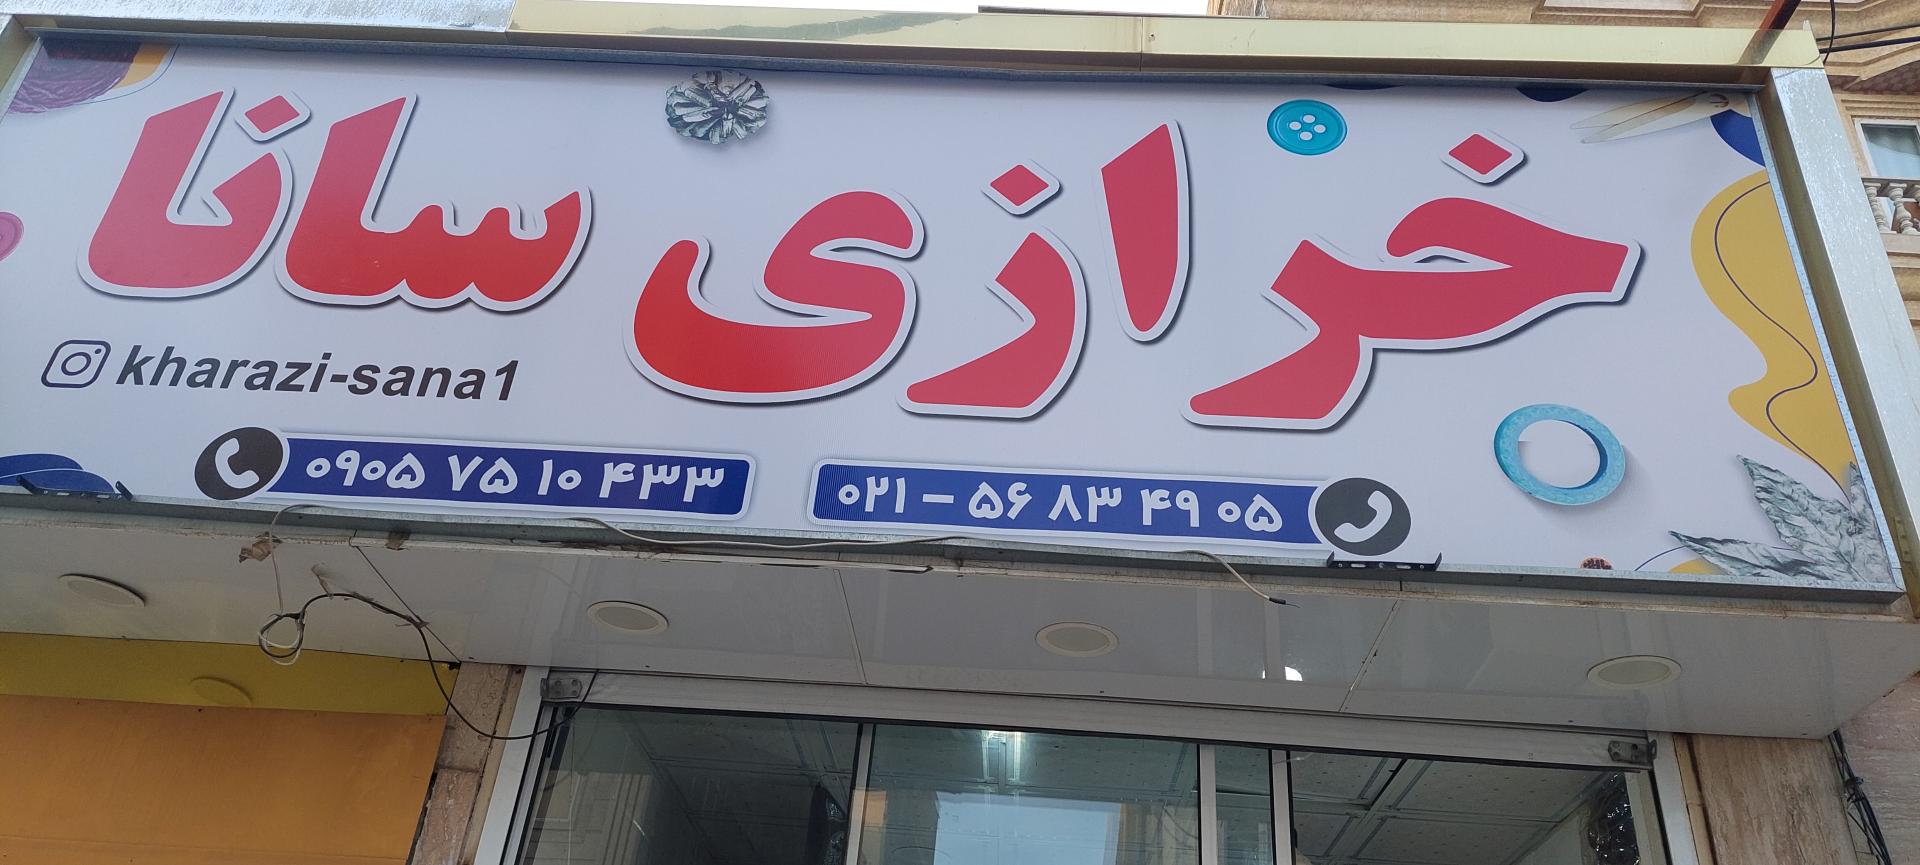 خرازی سانا
kharazi-sana1
۰۲۱ - ۵۶ ۸۳ ۴۹ ۰۵
۰۹۰۵ ۷۵ ۱۰ ۴۳۳